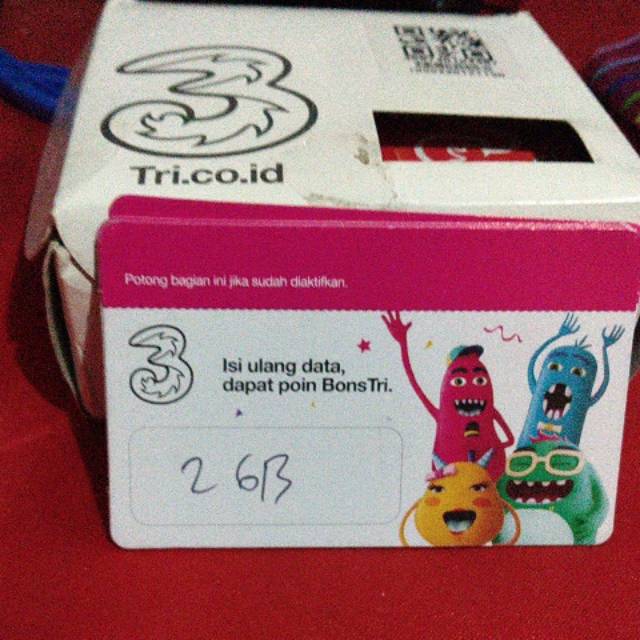 3
Tri.co.id
Potong bagian ini jika sudah diaktifkan.
3
Isi ulang data,
dapat poin BonsTri.
2 GB